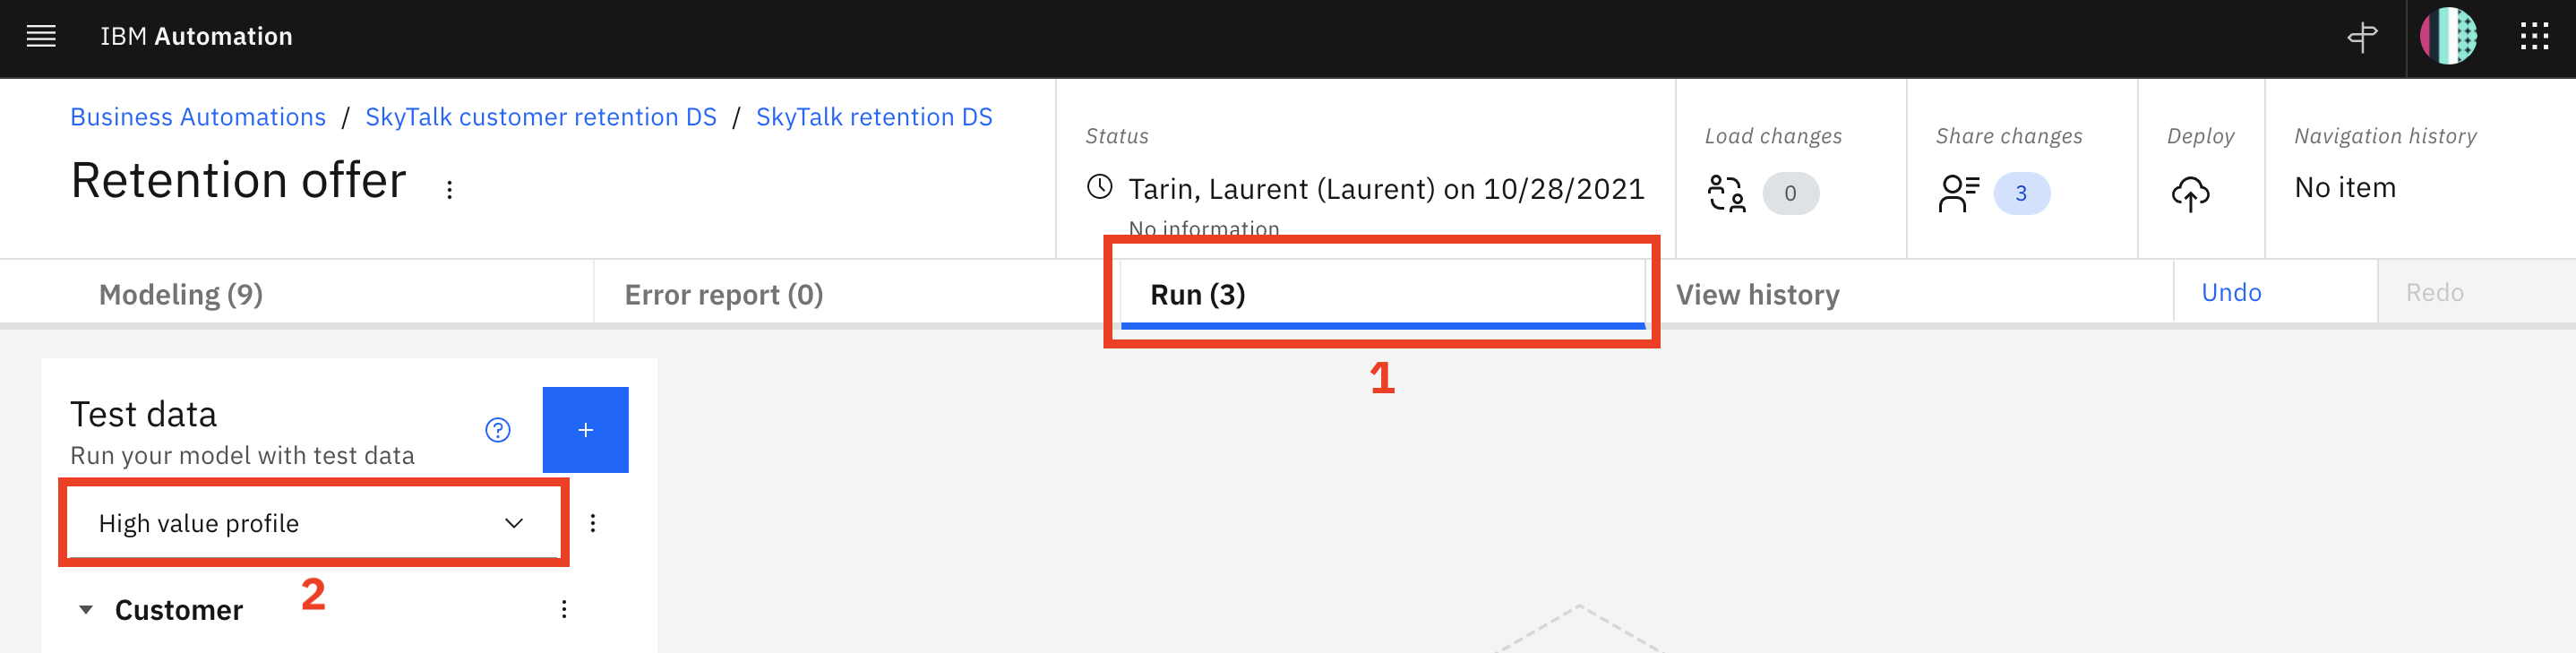 IBM Automation
Business Automations / SkyTalk customer retention DS / SkyTalk retention DS
Retention offer
Status
Tarin, Laurent (Laurent) on 10/28/2021
No information
Load changes
0
Share changes
3
Deploy
Navigation history
No item
Modeling (9)
Error report (0)
Run (3)
View history
Undo
Redo
1
Test data
?
+
Run your model with test data
High value profile
2
Customer